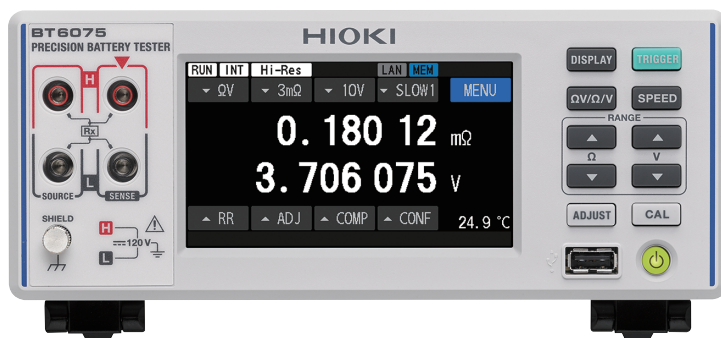 BT6075
PRECISION BATTERY TESTER
HIOKI
H
Rx
L
SOURCE
SENSE
SHIELD
H
⎓120 V
L
RUN INT Hi-Res LAN MEM
ΩV 3mΩ 10V SLOW1 MENU
0.180 12 mΩ
3.706 075 V
RR ADJ COMP CONF 24.9 ℃
DISPLAY TRIGGER
ΩV/Ω/V SPEED
RANGE
Ω V
ADJUST CAL